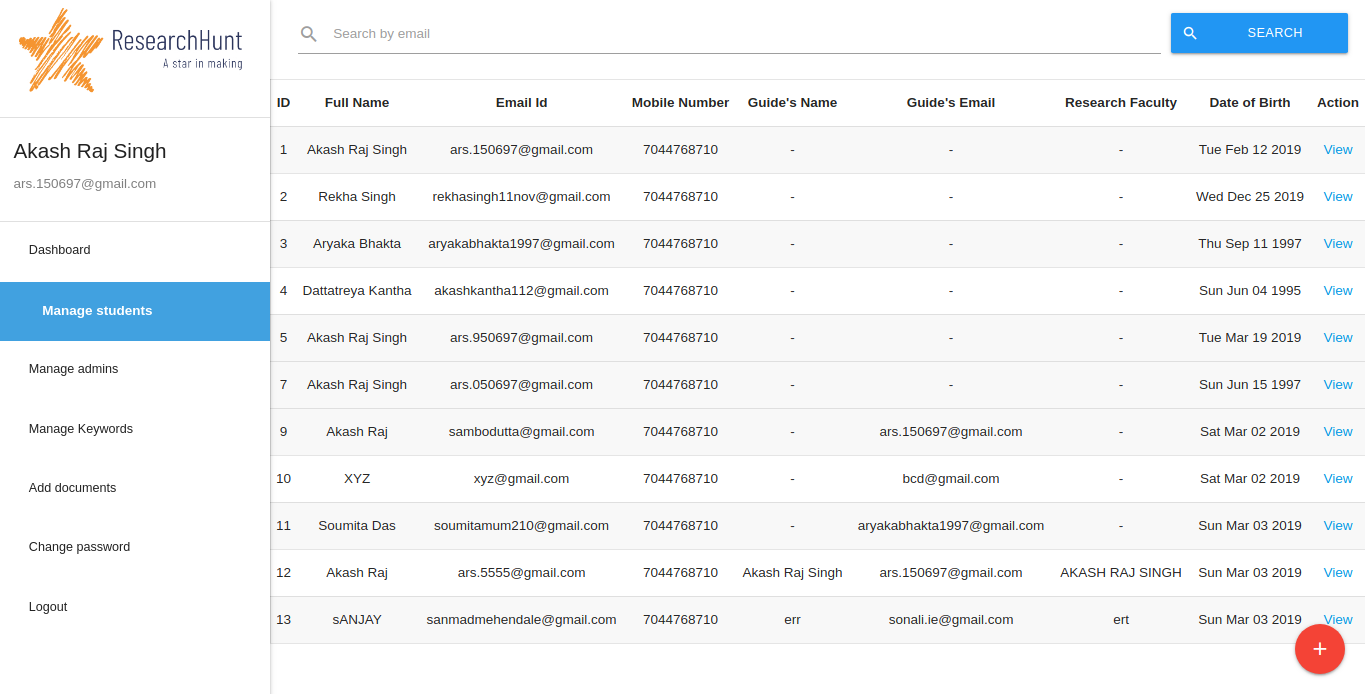 ResearchHunt
A star in making
Akash Raj Singh
ars.150697@gmail.com
Dashboard
Manage students
Manage admins
Manage Keywords
Add documents
Change password
Logout
Search by email
SEARCH
ID Full Name Email Id Mobile Number Guide's Name Guide's Email Research Faculty Date of Birth Action
1 Akash Raj Singh ars.150697@gmail.com 7044768710 - - - Tue Feb 12 2019 View
2 Rekha Singh rekhasingh11nov@gmail.com 7044768710 - - - Wed Dec 25 2019 View
3 Aryaka Bhakta aryakabhakta1997@gmail.com 7044768710 - - - Thu Sep 11 1997 View
4 Dattatreya Kantha akashkantha112@gmail.com 7044768710 - - - Sun Jun 04 1995 View
5 Akash Raj Singh ars.950697@gmail.com 7044768710 - - - Tue Mar 19 2019 View
7 Akash Raj Singh ars.050697@gmail.com 7044768710 - - - Sun Jun 15 1997 View
9 Akash Raj sambodutta@gmail.com 7044768710 - ars.150697@gmail.com - Sat Mar 02 2019 View
10 XYZ xyz@gmail.com 7044768710 - bcd@gmail.com - Sat Mar 02 2019 View
11 Soumita Das soumitamum210@gmail.com 7044768710 - aryakabhakta1997@gmail.com - Sun Mar 03 2019 View
12 Akash Raj ars.5555@gmail.com 7044768710 Akash Raj Singh ars.150697@gmail.com AKASH RAJ SINGH Sun Mar 03 2019 View
13 sANJAY sanmadmehendale@gmail.com 7044768710 err sonali.ie@gmail.com ert Sun Mar 03 2019 View
+